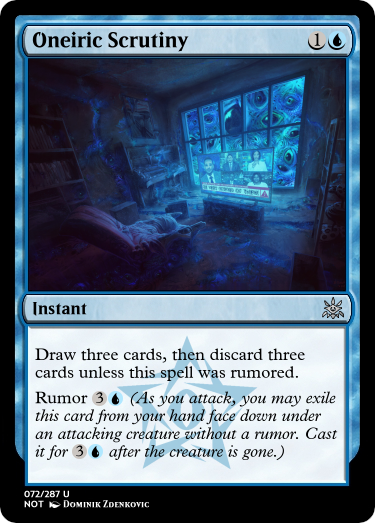 Oneiric Scrutiny 1
Instant
Draw three cards, then discard three
cards unless this spell was rumored.
Rumor 3 (As you attack, you may exile
this card from your hand face down under
an attacking creature without a rumor. Cast
it for 3 after the creature is gone.)
072/287 U
NOT Dominik Zdenkovic